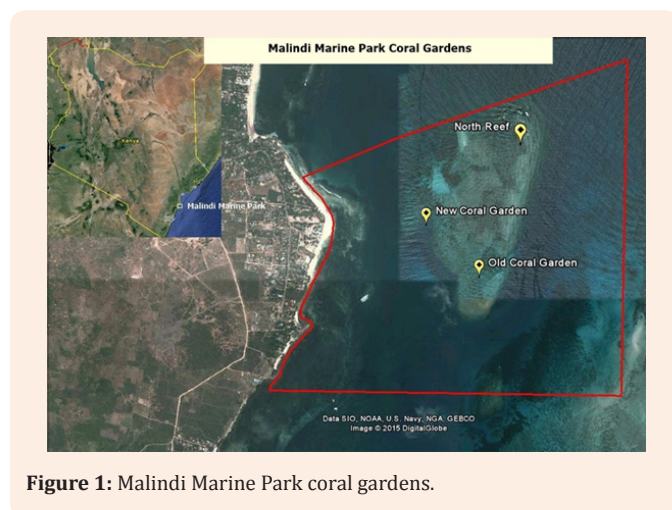 Malindi Marine Park Coral Gardens
North Reef
Kenya
Malindi Marine Park
New Coral Garden
Old Coral Garden
Data SIO, NOAA, U.S. Navy, NGA, GEBCO
Image © 2015 DigitalGlobe
Figure 1: Malindi Marine Park coral gardens.